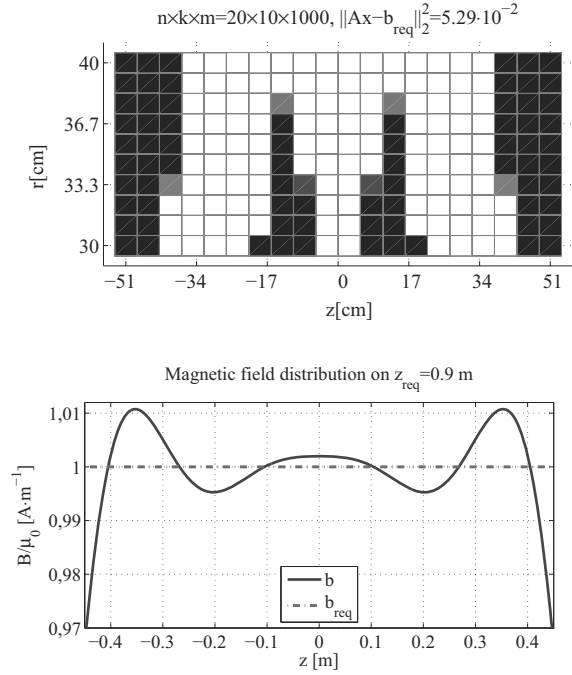 n×k×m=20×10×1000, ||Ax−b_req||₂²=5.29·10⁻²
40
36.7
33.3
30
r[cm]
−51 −34 −17 0 17 34 51
z[cm]
Magnetic field distribution on z_req=0.9 m
1,01
1
0,99
0,98
0,97
B/μ₀ [A·m⁻¹]
b
b_req
−0.4 −0.3 −0.2 −0.1 0 0.1 0.2 0.3 0.4
z [m]